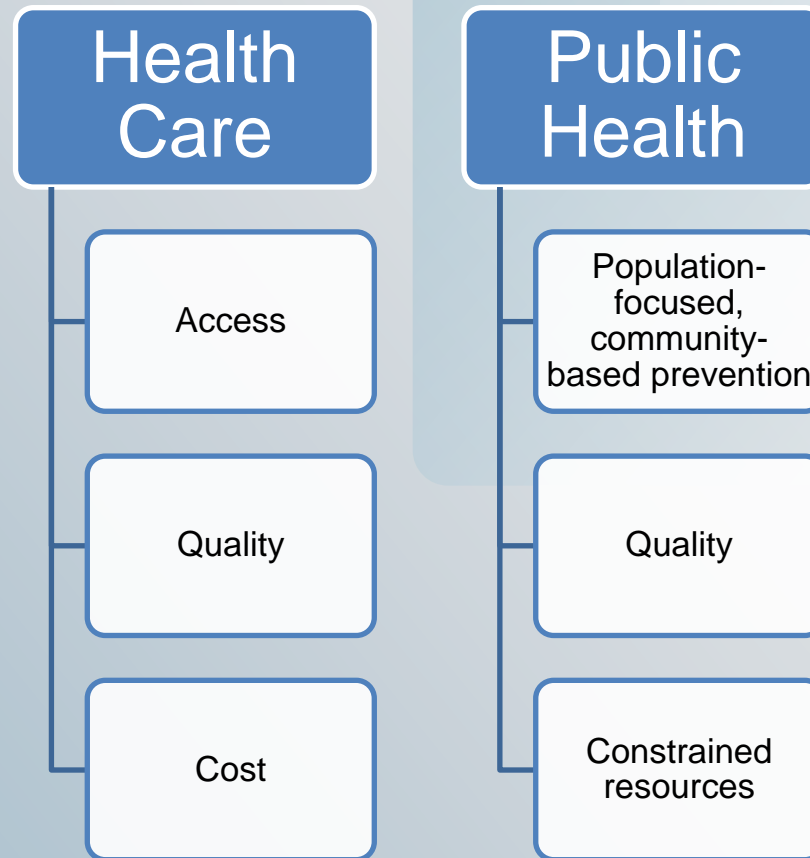 Health
Care
Access
Quality
Cost
Public
Health
Population-
focused,
community-
based prevention
Quality
Constrained
resources